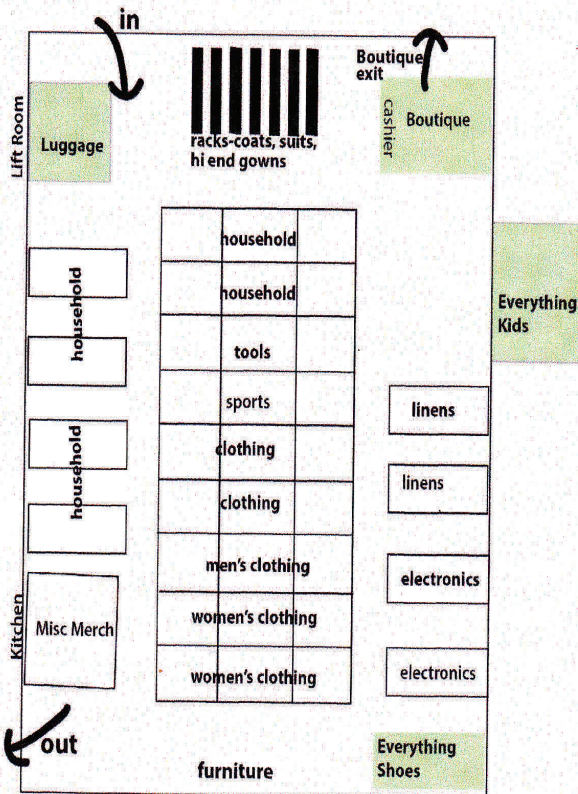 in
Boutique
exit
Lift Room
Luggage
racks-coats, suits,
hi end gowns
cashier
Boutique
household
household
household
Everything
Kids
tools
sports
linens
household
clothing
clothing
linens
men's clothing
electronics
Kitchen
Misc Merch
women's clothing
women's clothing
electronics
out
furniture
Everything
Shoes